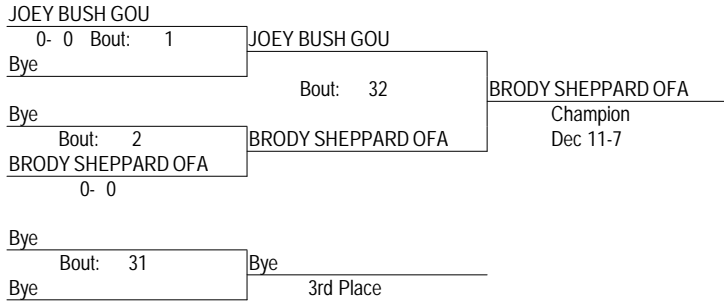 JOEY BUSH GOU
0- 0 Bout: 1
JOEY BUSH GOU
Bye
Bout: 32
BRODY SHEPPARD OFA
Bye
Champion
Bout: 2
BRODY SHEPPARD OFA
Dec 11-7
BRODY SHEPPARD OFA
0- 0
Bye
Bout: 31
Bye
Bye
3rd Place